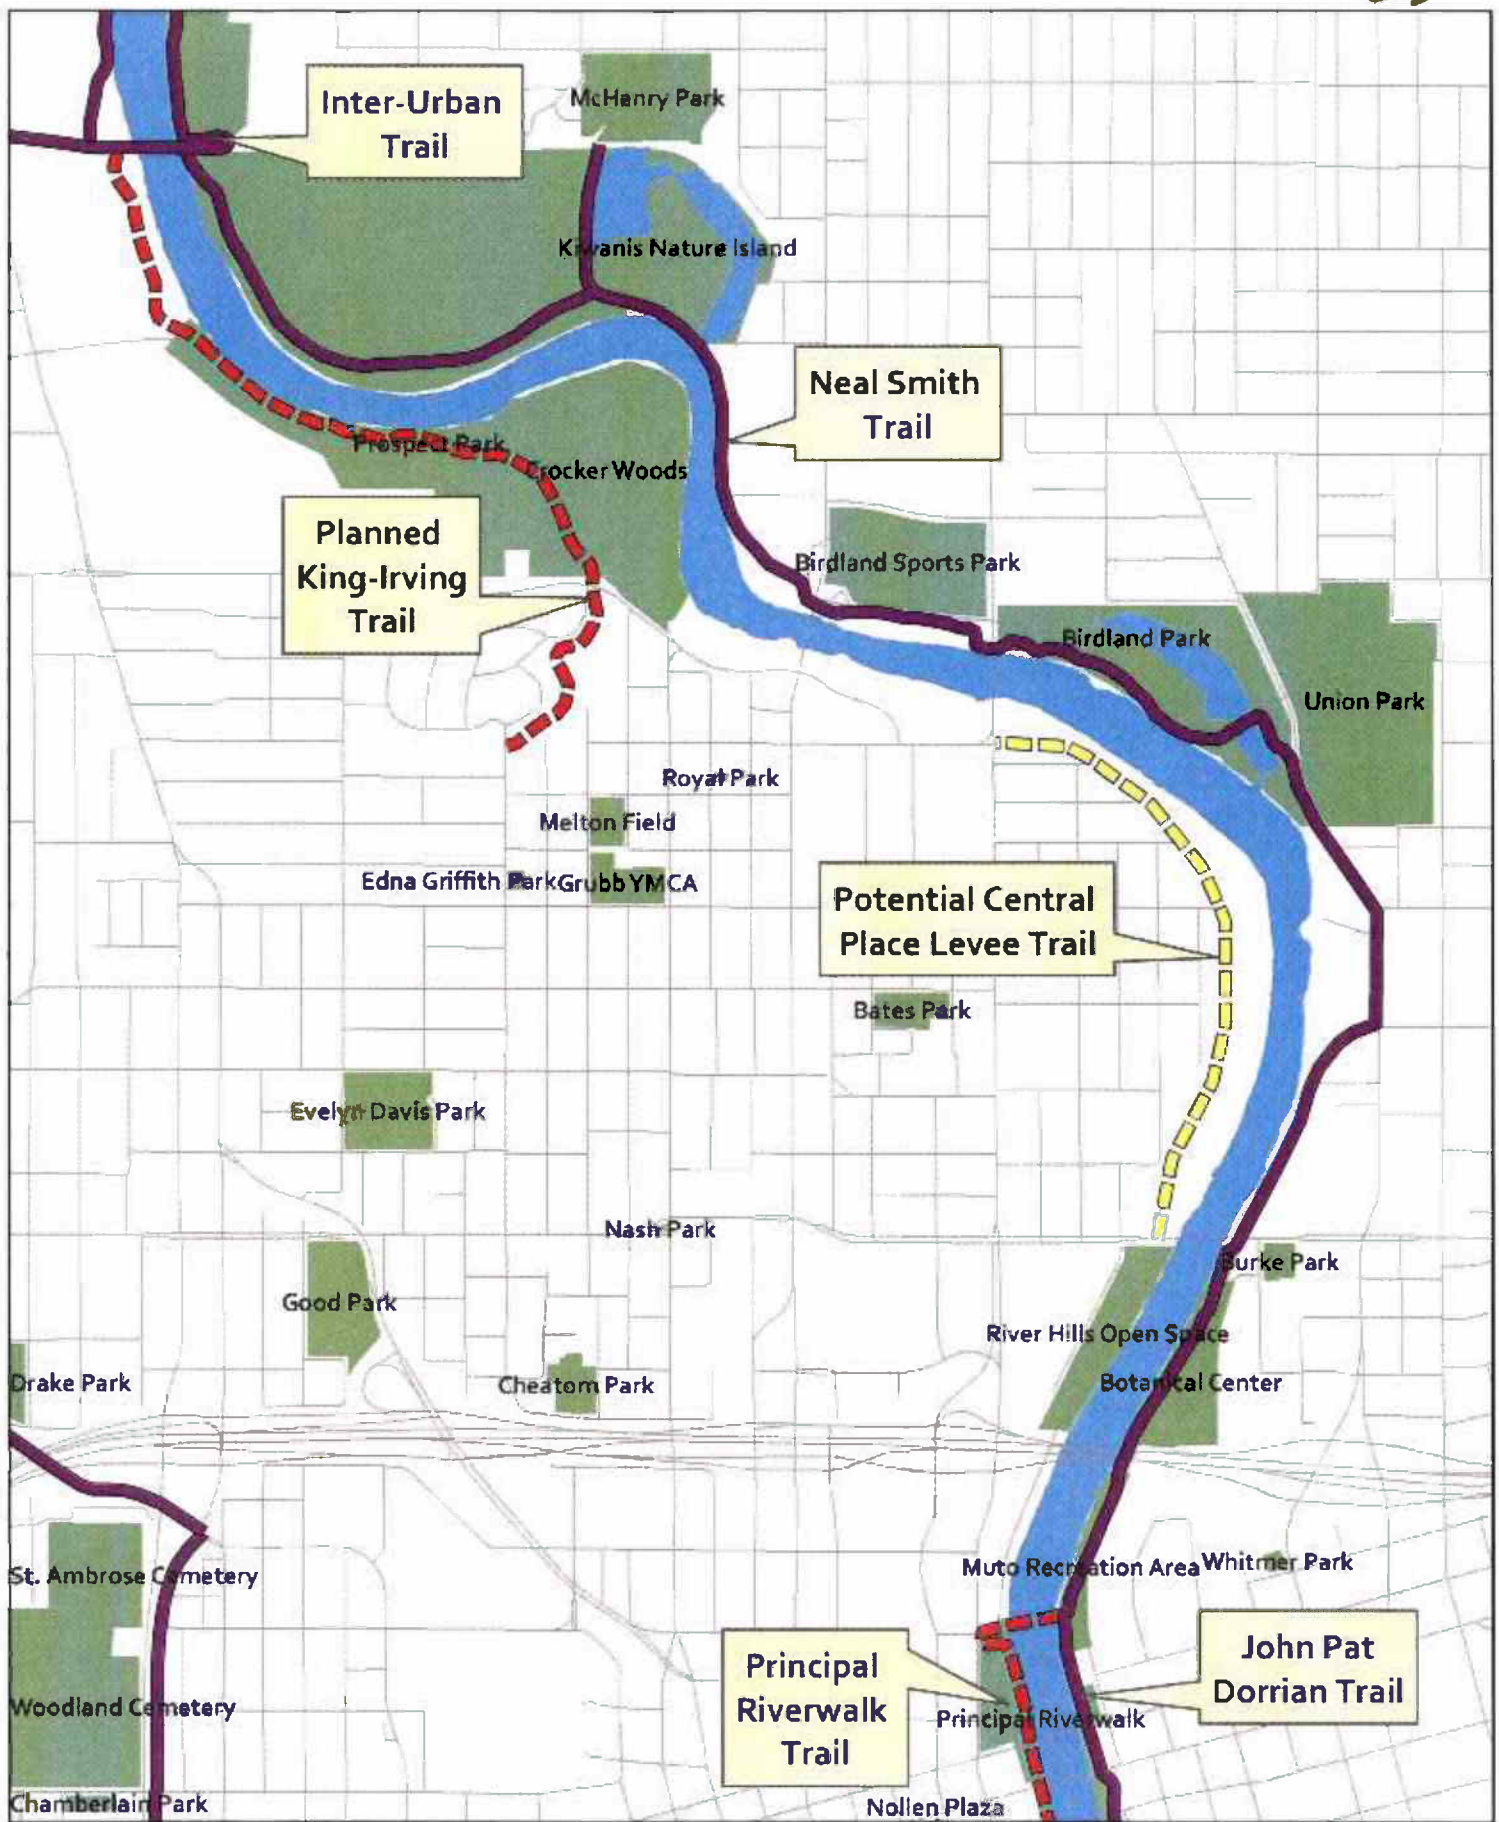 Inter-Urban
Trail
McHenry Park
Kiwanis Nature Island
Neal Smith
Trail
Prospect Park
Crocker Woods
Planned
King-Irving
Trail
Birdland Sports Park
Birdland Park
Union Park
Royal Park
Melton Field
Edna Griffith Park
Grubb YMCA
Potential Central
Place Levee Trail
Bates Park
Evelyn Davis Park
Nash Park
Burke Park
Good Park
River Hills Open Space
Drake Park
Cheatom Park
Botanical Center
St. Ambrose Cemetery
Muto Recreation Area
Whitmer Park
Principal
Riverwalk
Trail
John Pat
Dorrian Trail
Woodland Cemetery
Principal Riverwalk
Chamberlain Park
Nollen Plaza